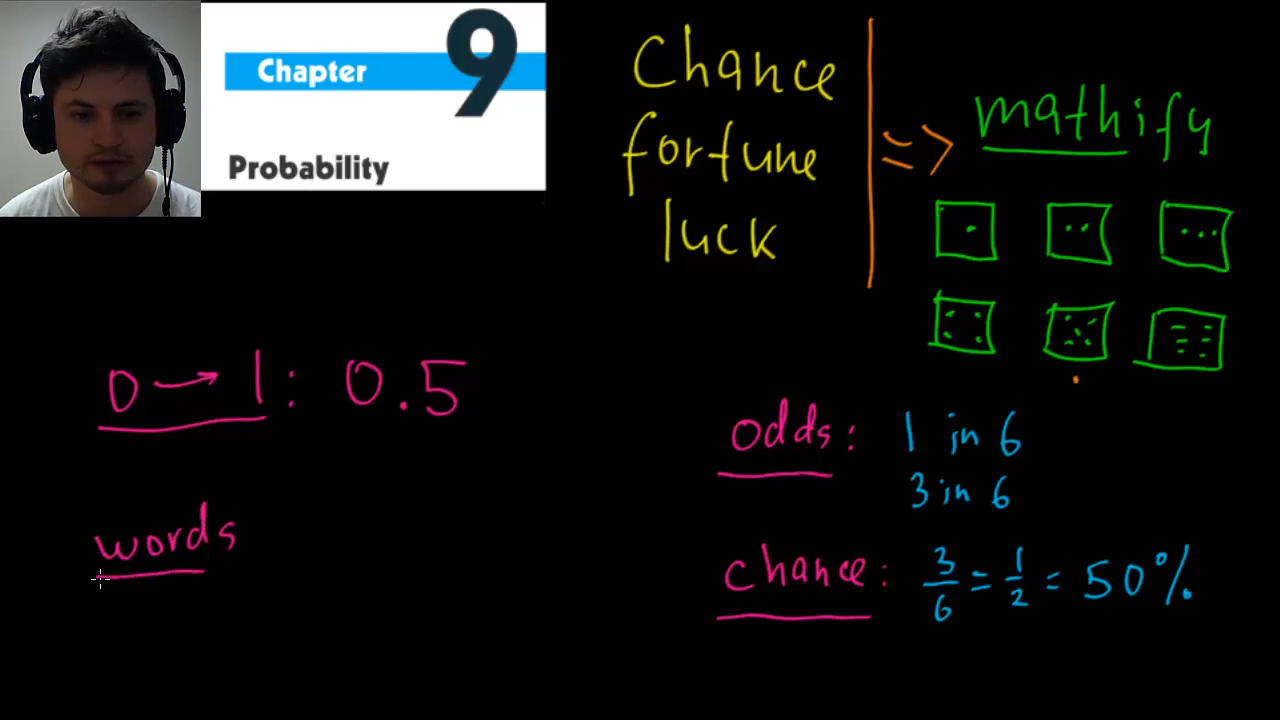 Chapter 9
Probability
Chance
fortune
luck
=> mathify
0 → 1 : 0.5
words
odds : 1 in 6
3 in 6
chance : 3/6 = 1/2 = 50%